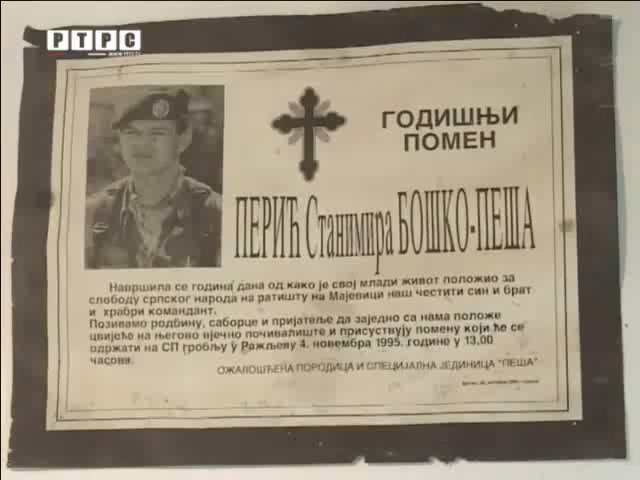 РТРС
ГОДИШЊИ
ПОМЕН
ПЕРИЋ Станимира БОШКО-ПЕША
Навршила се година дана од како је свој млади живот положио за
слободу српског народа на ратишту на Мајевици наш честити син и брат
и храбри командант.
Позивамо родбину, саборце и пријатеље да заједно са нама положе
цвијеће на његово вјечно почивалиште и присуствују помену који ће се
одржати на СП гробљу у Ражљеву 4. новембра 1995. године у 13,00
часова.
ОЖАЛОШЋЕНА ПОРОДИЦА И СПЕЦИЈАЛНА ЈЕДИНИЦА "ПЕША"